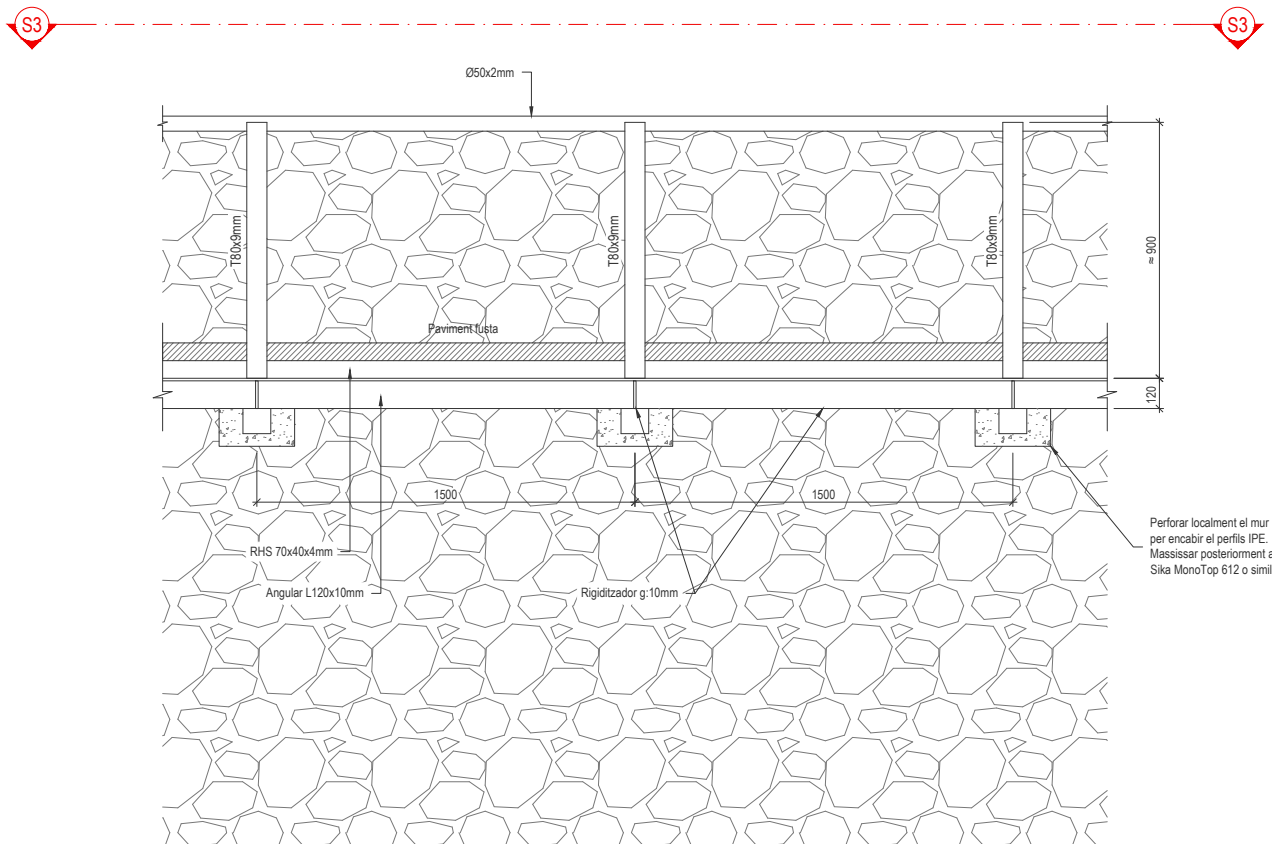 S3
S3
Ø50x2mm
T80x9mm
T80x9mm
T80x9mm
≈ 900
Paviment fusta
120
1500
1500
Perforar localment el mur
per encabir el perfils IPE.
Massissar posteriorment a
Sika MonoTop 612 o simil
RHS 70x40x4mm
Angular L120x10mm
Rigiditzador g:10mm